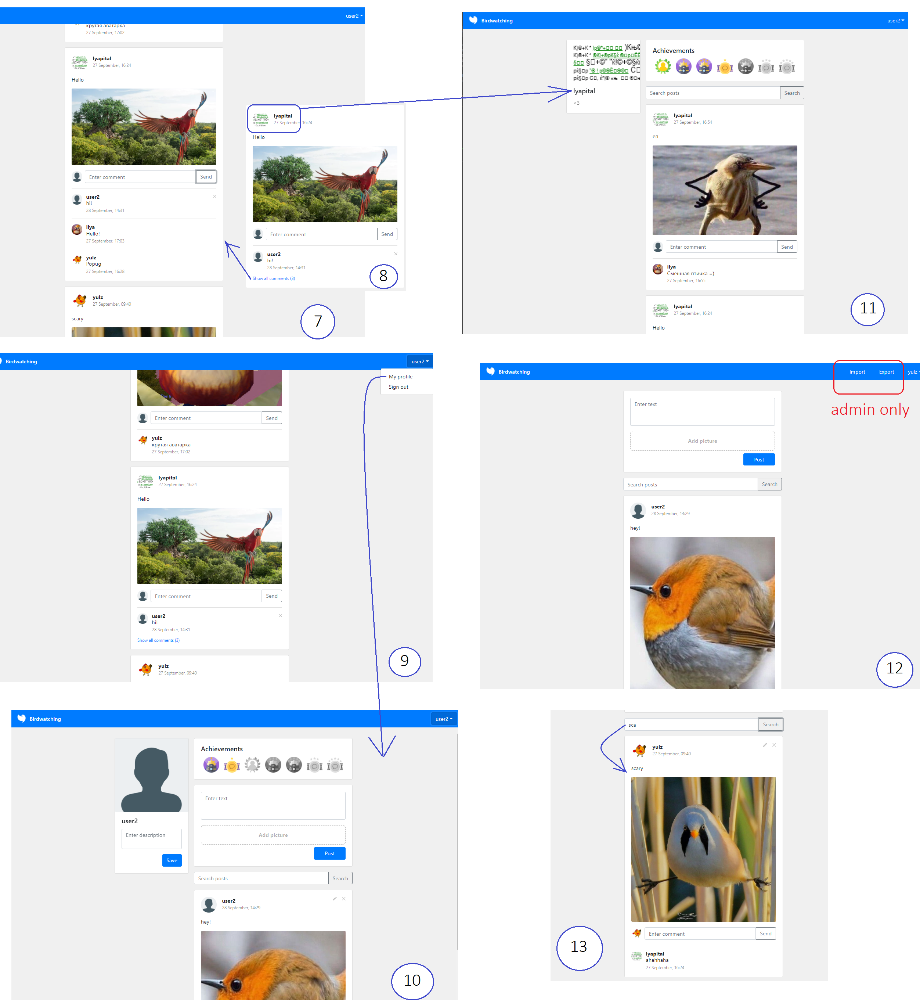 user2
крутая аватарка
27 September, 17:02
lyapital
27 September, 16:24
Hello
Enter comment
Send
user2
hi!
28 September, 14:31
ilya
Hello!
27 September, 17:03
yulz
Popug
27 September, 16:28
yulz
27 September, 09:40
scary
7
lyapital
27 September, 16:24
Hello
Enter comment
Send
user2
hi!
28 September, 14:31
Show all comments (3)
8
Birdwatching
user2
lyapital
<3
Achievements
Search posts
Search
lyapital
27 September, 16:54
еп
Enter comment
Send
ilya
Смешная птичка =)
27 September, 16:55
lyapital
27 September, 16:24
Hello
11
Birdwatching
user2
My profile
Sign out
Enter comment
Send
yulz
крутая аватарка
27 September, 17:02
lyapital
27 September, 16:24
Hello
Enter comment
Send
user2
hi!
28 September, 14:31
Show all comments (3)
yulz
27 September, 09:40
9
Birdwatching
Import
Export
yulz
admin only
Enter text
Add picture
Post
Search posts
Search
user2
28 September, 14:29
hey!
12
Birdwatching
user2
user2
Enter description
Save
Achievements
Enter text
Add picture
Post
Search posts
Search
user2
28 September, 14:29
hey!
10
sca
Search
yulz
27 September, 09:40
scary
Enter comment
Send
lyapital
ahahhaha
27 September, 16:24
13